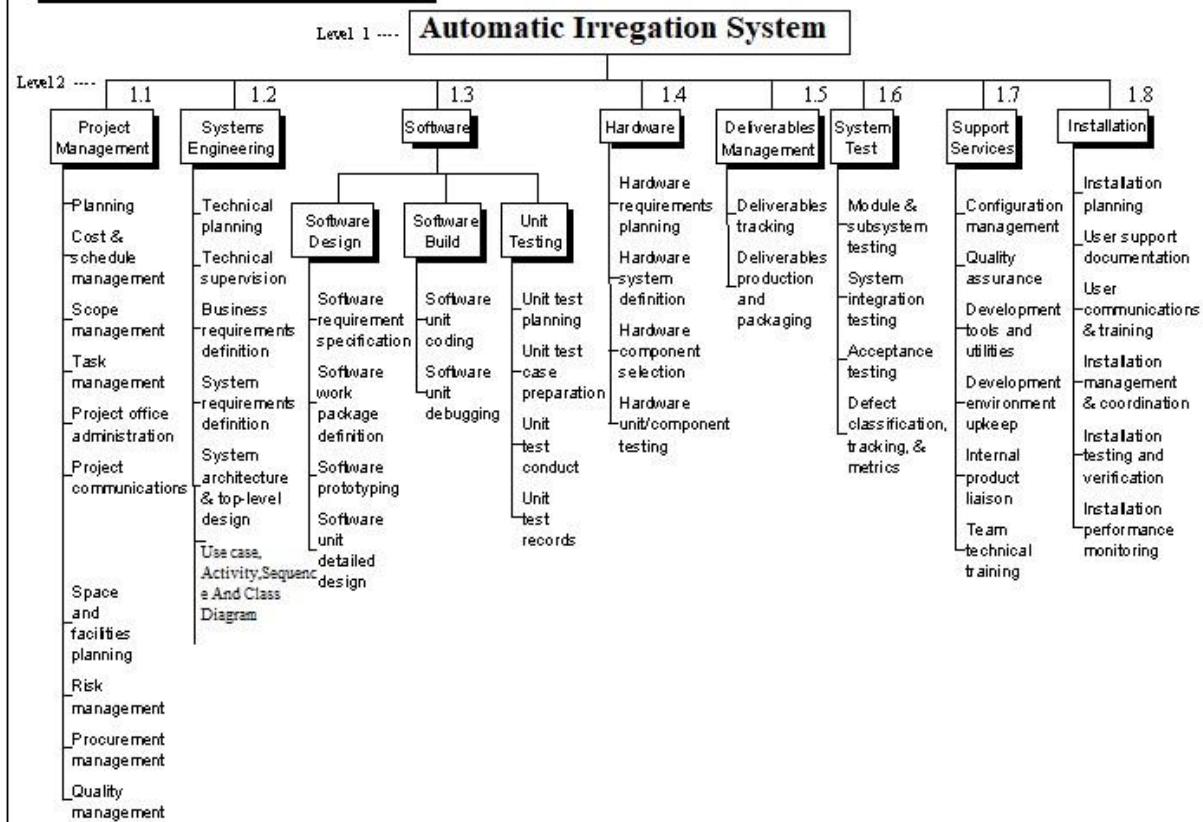 Level 1 ----
Automatic Irregation System
Level 2 ----
1.1
Project
Management
Planning
Cost &
schedule
management
Scope
management
Task
management
Project office
administration
Project
communications
Space
and
facilities
planning
Risk
management
Procurement
management
Quality
management
1.2
Systems
Engineering
Technical
planning
Technical
supervision
Business
requirements
definition
System
requirements
definition
System
architecture
& top-level
design
Use case,
Activity,Sequenc
e And Class
Diagram
1.3
Software
Software
Design
Software
requirement
specification
Software
work
package
definition
Software
prototyping
Software
unit
detailed
design
Software
Build
Software
unit
coding
Software
unit
debugging
Unit
Testing
Unit test
planning
Unit test
case
preparation
Unit
test
conduct
Unit
test
records
1.4
Hardware
Hardware
requirements
planning
Hardware
system
definition
Hardware
component
selection
Hardware
unit/component
testing
1.5
Deliverables
Management
Deliverables
tracking
Deliverables
production
and
packaging
1.6
System
Test
Module &
subsystem
testing
System
integration
testing
Acceptance
testing
Defect
classification,
tracking, &
metrics
1.7
Support
Services
Configuration
management
Quality
assurance
Development
tools and
utilities
Development
environment
upkeep
Internal
product
liaison
Team
technical
training
1.8
Installation
Installation
planning
User support
documentation
User
communications
& training
Installation
management
& coordination
Installation
testing and
verification
Installation
performance
monitoring